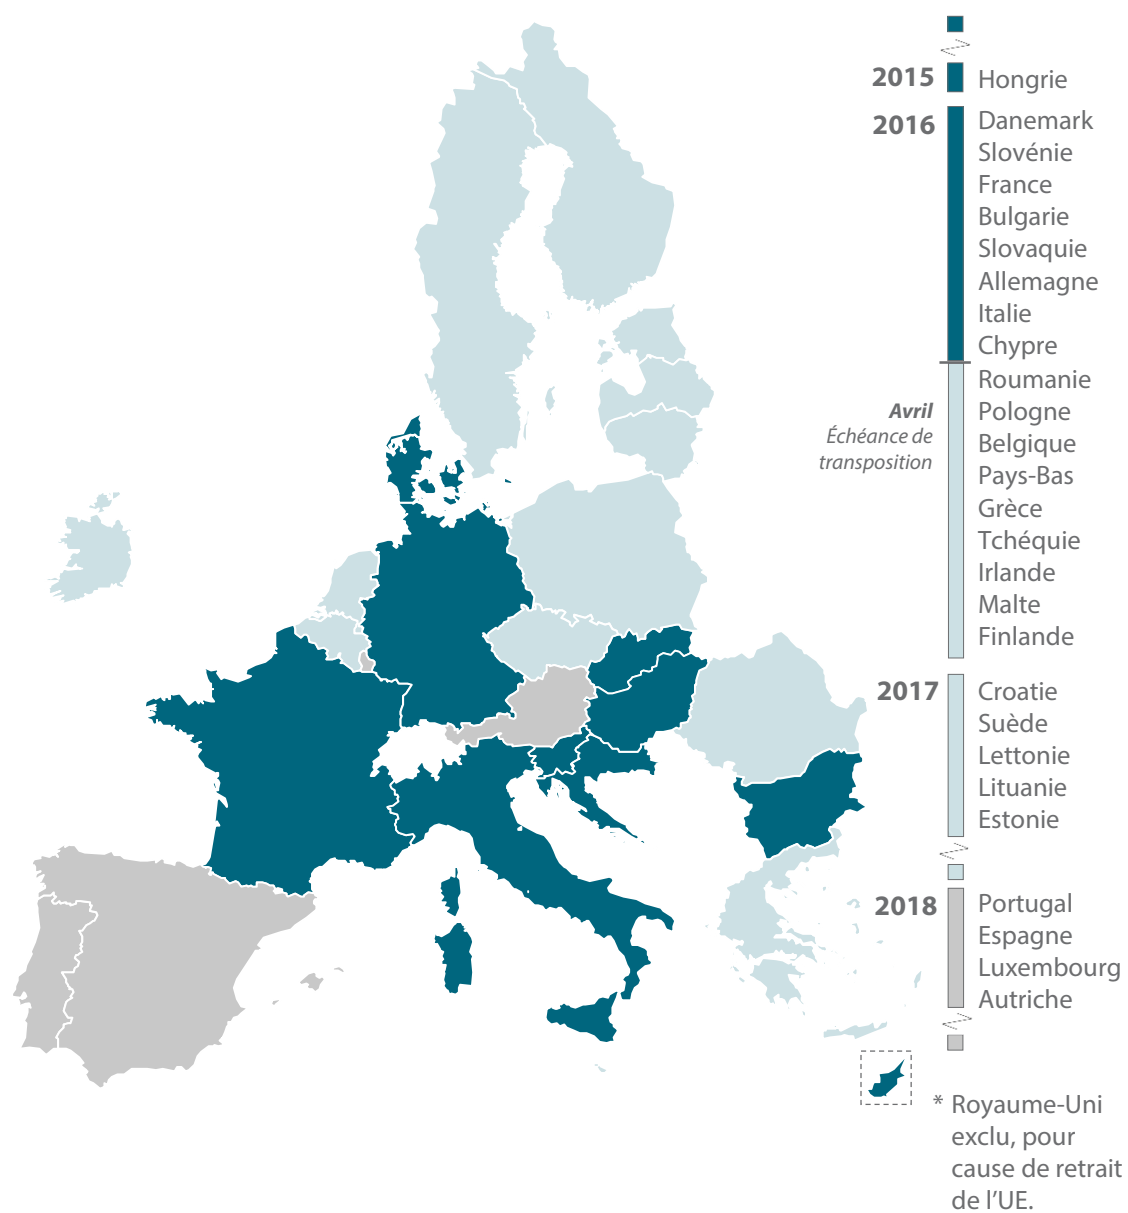 2015
Hongrie
2016
Danemark
Slovénie
France
Bulgarie
Slovaquie
Allemagne
Italie
Chypre
Avril
Échéance de
transposition
Roumanie
Pologne
Belgique
Pays-Bas
Grèce
Tchéquie
Irlande
Malte
Finlande
2017
Croatie
Suède
Lettonie
Lituanie
Estonie
2018
Portugal
Espagne
Luxembourg
Autriche
* Royaume-Uni
exclu, pour
cause de retrait
de l’UE.